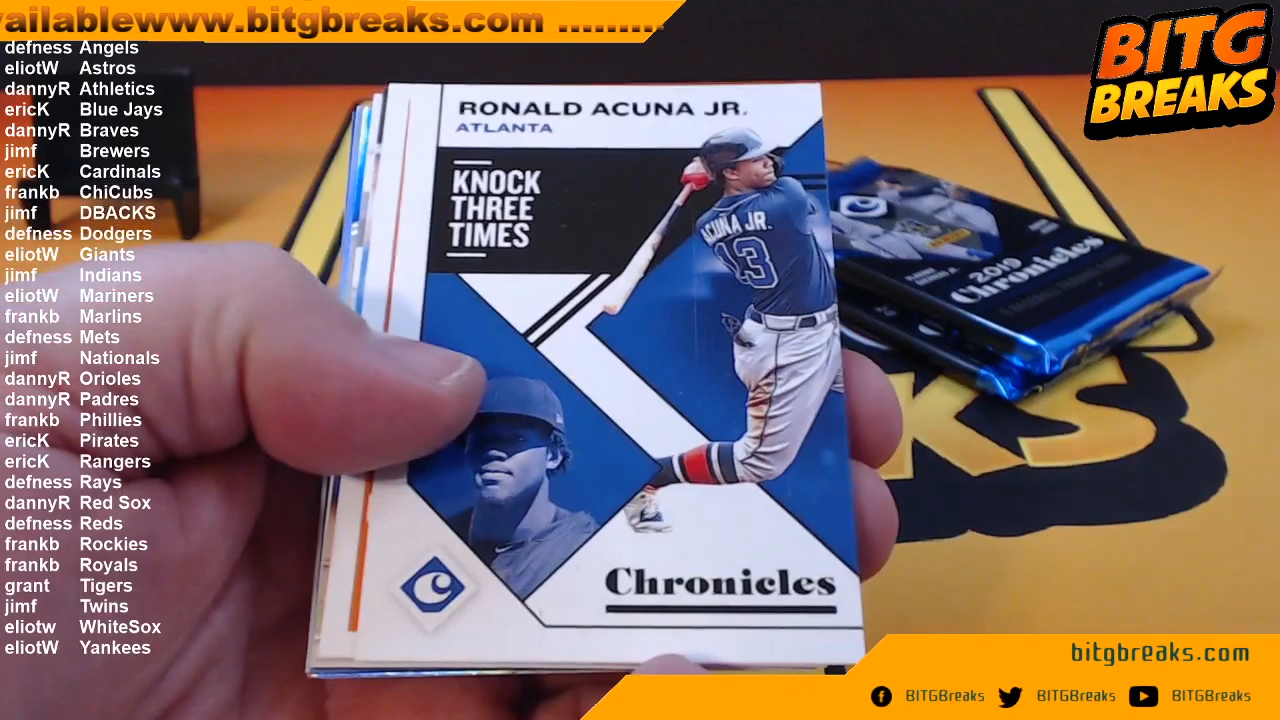 ailablewww.bitgbreaks.com .........
defness Angels
eliotW Astros
dannyR Athletics
ericK Blue Jays
dannyR Braves
jimf Brewers
ericK Cardinals
frankb ChiCubs
jimf DBACKS
defness Dodgers
eliotW Giants
jimf Indians
eliotW Mariners
frankb Marlins
defness Mets
jimf Nationals
dannyR Orioles
dannyR Padres
frankb Phillies
ericK Pirates
ericK Rangers
defness Rays
dannyR Red Sox
defness Reds
frankb Rockies
frankb Royals
grant Tigers
jimf Twins
eliotw WhiteSox
eliotW Yankees
RONALD ACUNA JR.
ATLANTA
KNOCK
THREE
TIMES
ACUÑA JR.
13
C
Chronicles
2019
Chronicles
KS
BITG
BREAKS
bitgbreaks.com
BITGBreaks
BITGBreaks
BITGBreaks